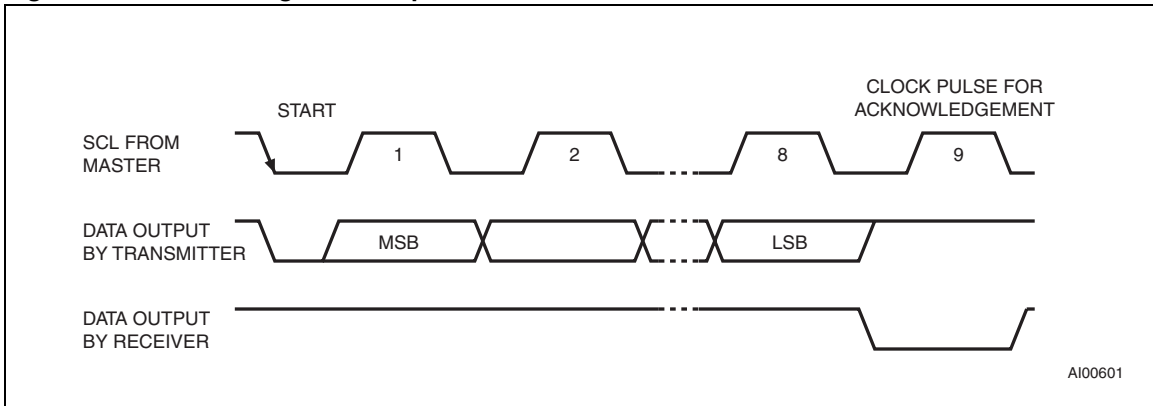 CLOCK PULSE FOR
ACKNOWLEDGEMENT
START
SCL FROM
MASTER
1
2
8
9
DATA OUTPUT
BY TRANSMITTER
MSB
LSB
DATA OUTPUT
BY RECEIVER
AI00601